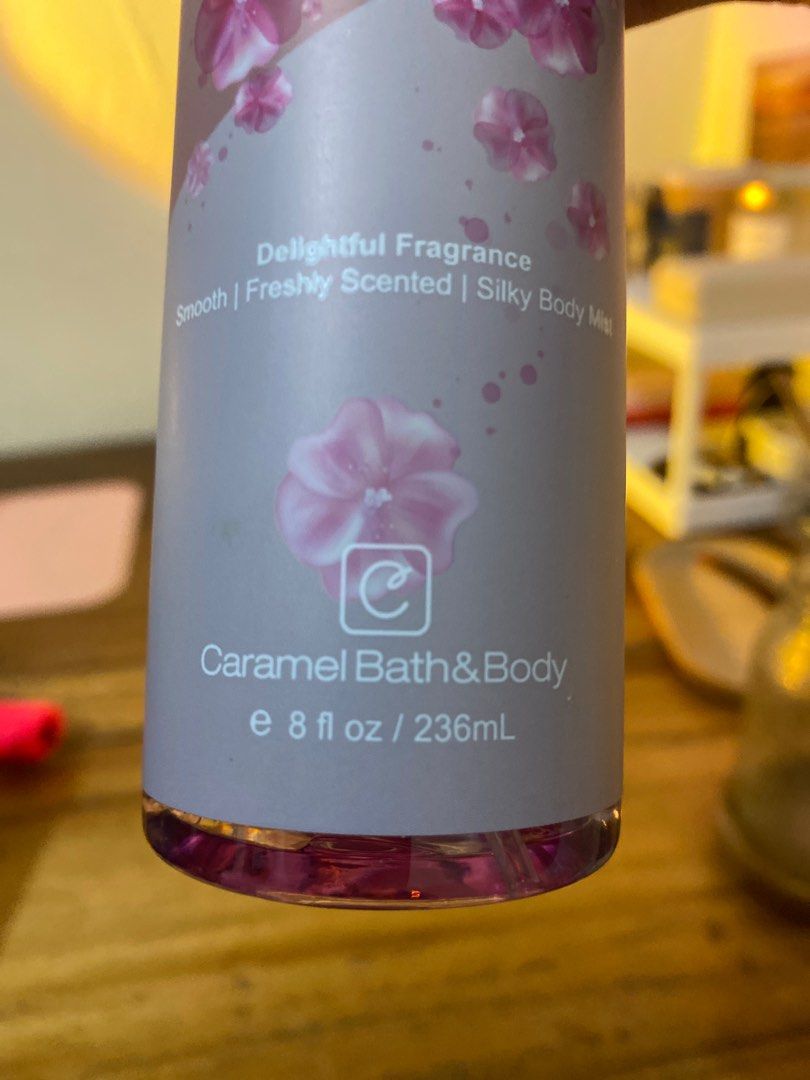 Delightful Fragrance
Smooth | Freshly Scented | Silky Body Mist
C
Caramel Bath&Body
e 8 fl oz / 236mL